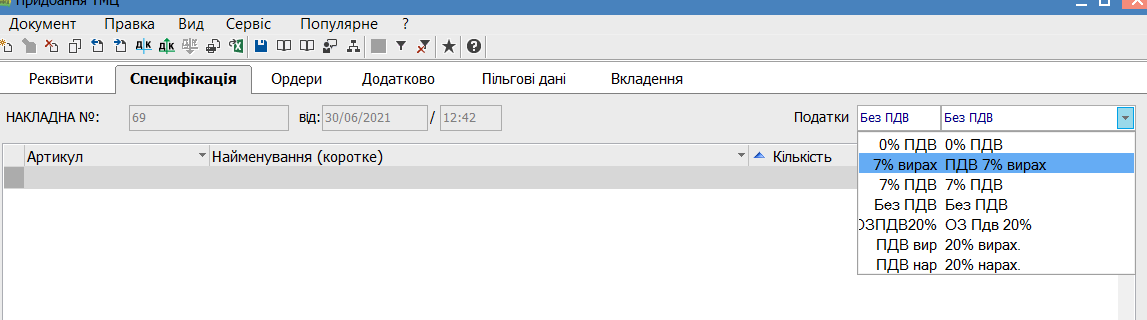 Придбання ТМЦ
Документ Правка Вид Сервіс Популярне ?
Реквізити Специфікація Ордери Додатково Пільгові дані Вкладення
НАКЛАДНА №: 69 від: 30/06/2021 / 12:42 Податки Без ПДВ Без ПДВ
Артикул Найменування (коротке) Кількість
0% ПДВ 0% ПДВ
7% вирах ПДВ 7% вирах
7% ПДВ 7% ПДВ
Без ПДВ Без ПДВ
ОЗПДВ20% ОЗ Пдв 20%
ПДВ вир 20% вирах.
ПДВ нар 20% нарах.